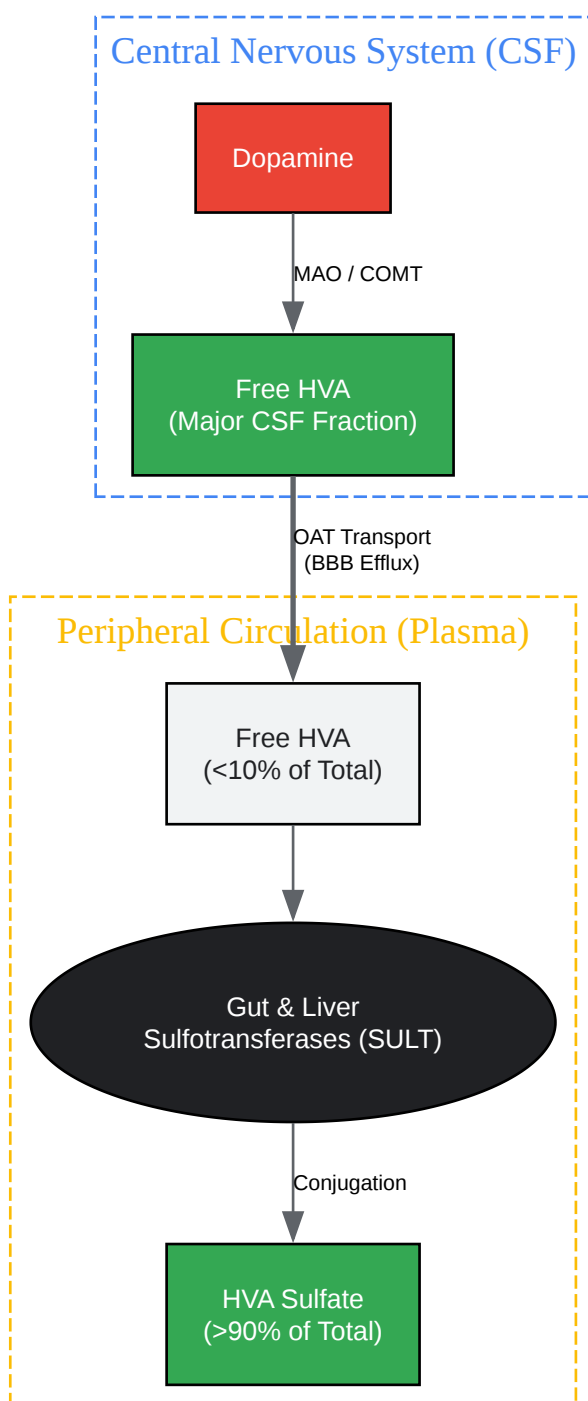 Central Nervous System (CSF)
Dopamine
MAO / COMT
Free HVA
(Major CSF Fraction)
OAT Transport
(BBB Efflux)
Peripheral Circulation (Plasma)
Free HVA
(<10% of Total)
Gut & Liver
Sulfotransferases (SULT)
Conjugation
HVA Sulfate
(>90% of Total)